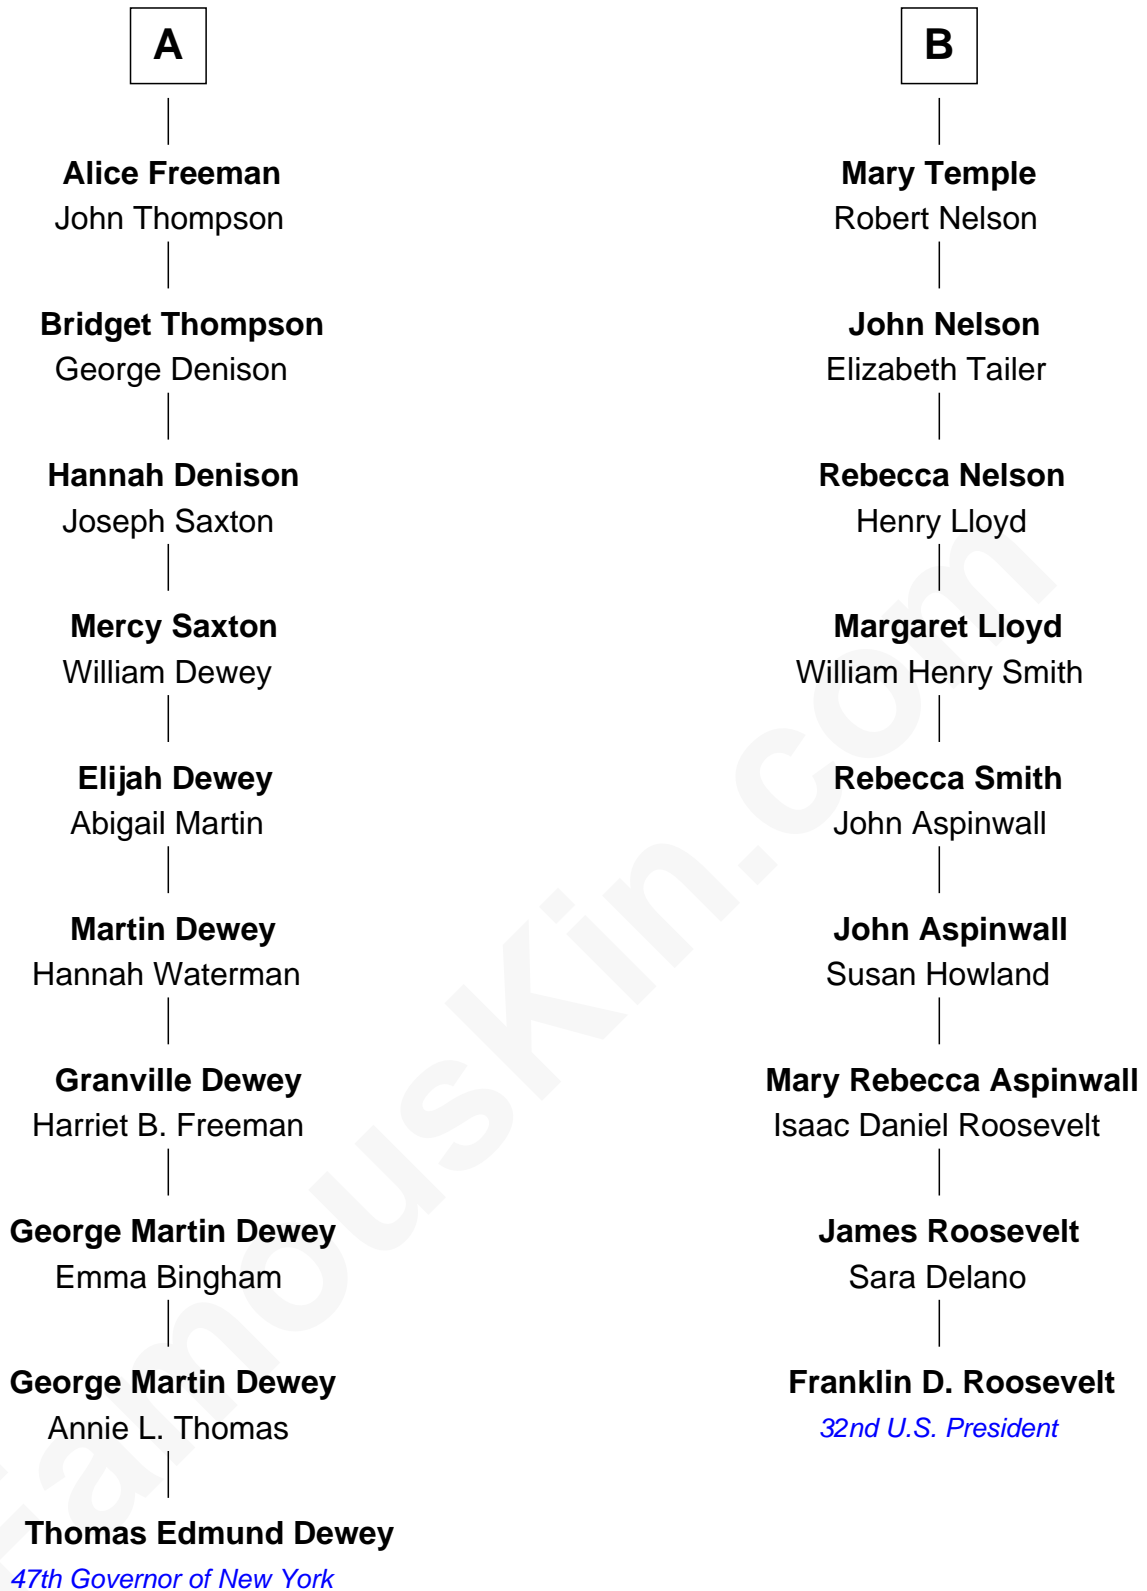 A
Alice Freeman
John Thompson
Bridget Thompson
George Denison
Hannah Denison
Joseph Saxton
Mercy Saxton
William Dewey
Elijah Dewey
Abigail Martin
Martin Dewey
Hannah Waterman
Granville Dewey
Harriet B. Freeman
George Martin Dewey
Emma Bingham
George Martin Dewey
Annie L. Thomas
Thomas Edmund Dewey
47th Governor of New York
B
Mary Temple
Robert Nelson
John Nelson
Elizabeth Tailer
Rebecca Nelson
Henry Lloyd
Margaret Lloyd
William Henry Smith
Rebecca Smith
John Aspinwall
John Aspinwall
Susan Howland
Mary Rebecca Aspinwall
Isaac Daniel Roosevelt
James Roosevelt
Sara Delano
Franklin D. Roosevelt
32nd U.S. President
FamousKin.com